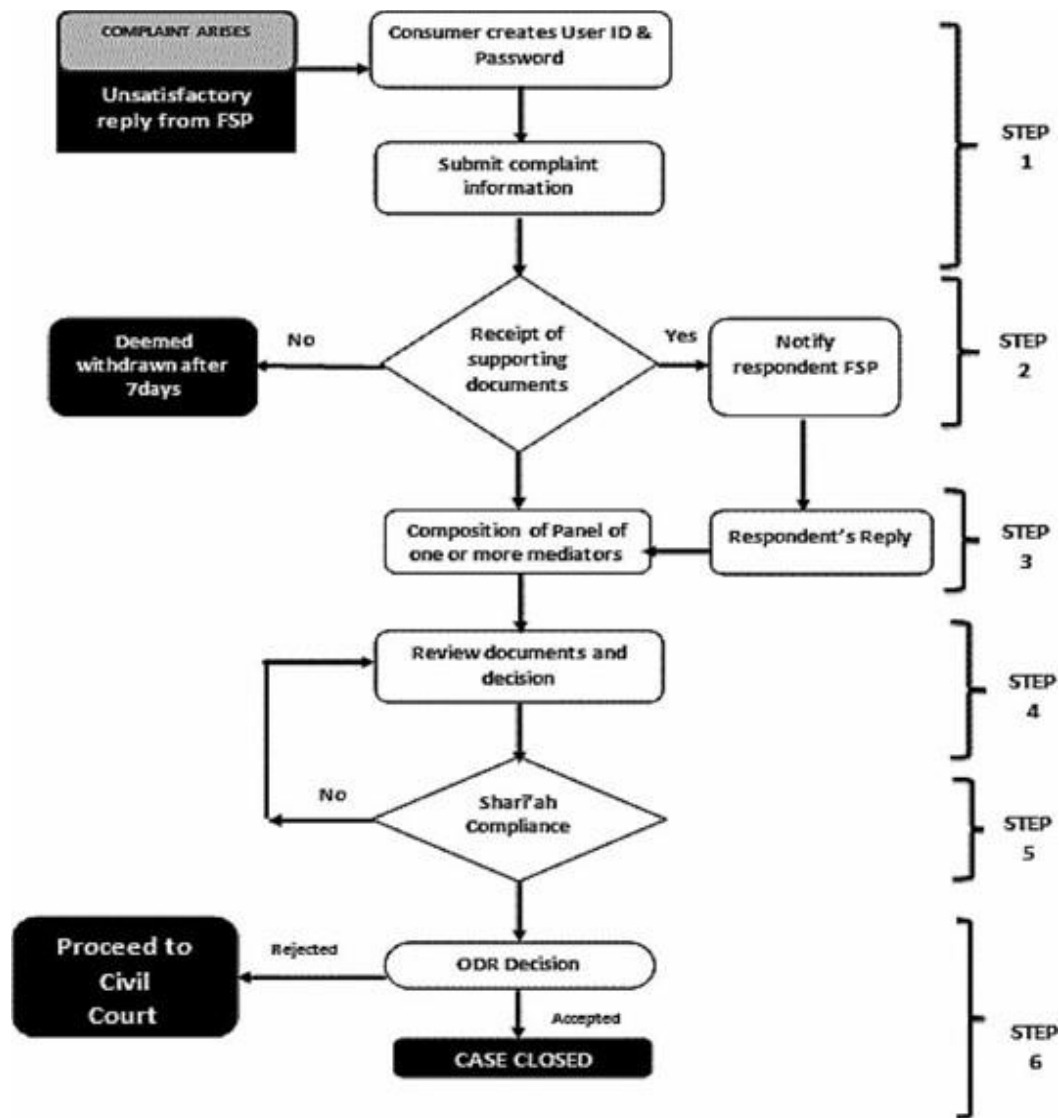 COMPLAINT ARISES
Unsatisfactory
reply from FSP
Consumer creates User ID &
Password
Submit complaint
information
STEP
1
Deemed
withdrawn after
7days
No
Receipt of
supporting
documents
Yes
Notify
respondent FSP
STEP
2
Composition of Panel of
one or more mediators
Respondent's Reply
STEP
3
Review documents and
decision
STEP
4
No
Shari'ah
Compliance
STEP
5
Proceed to
Civil
Court
Rejected
ODR Decision
Accepted
CASE CLOSED
STEP
6